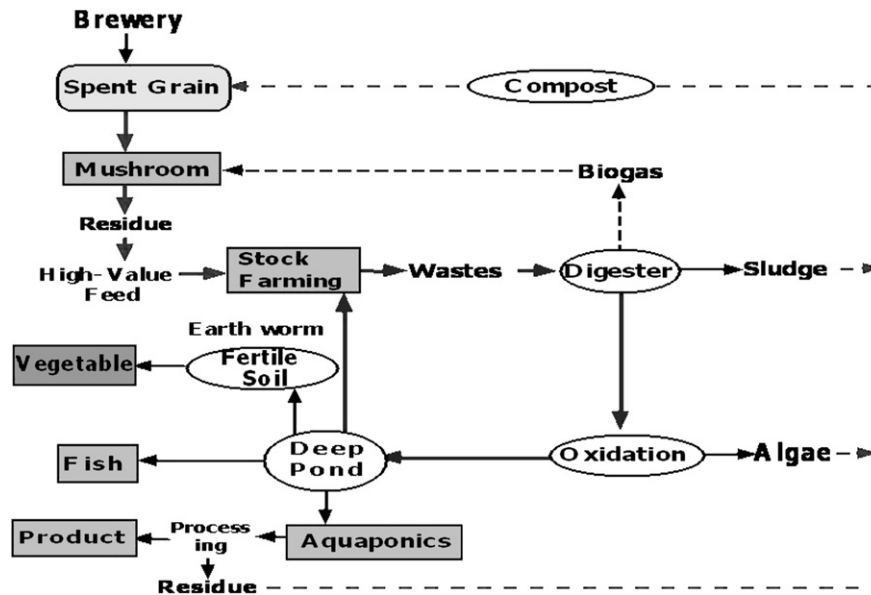 Brewery
Spent Grain
Compost
Mushroom
Biogas
Residue
High-Value
Feed
Stock
Farming
Wastes
Digester
Sludge
Earth worm
Fertile
Soil
Vegetable
Deep
Pond
Oxidation
Algae
Fish
Product
Process
ing
Aquaponics
Residue